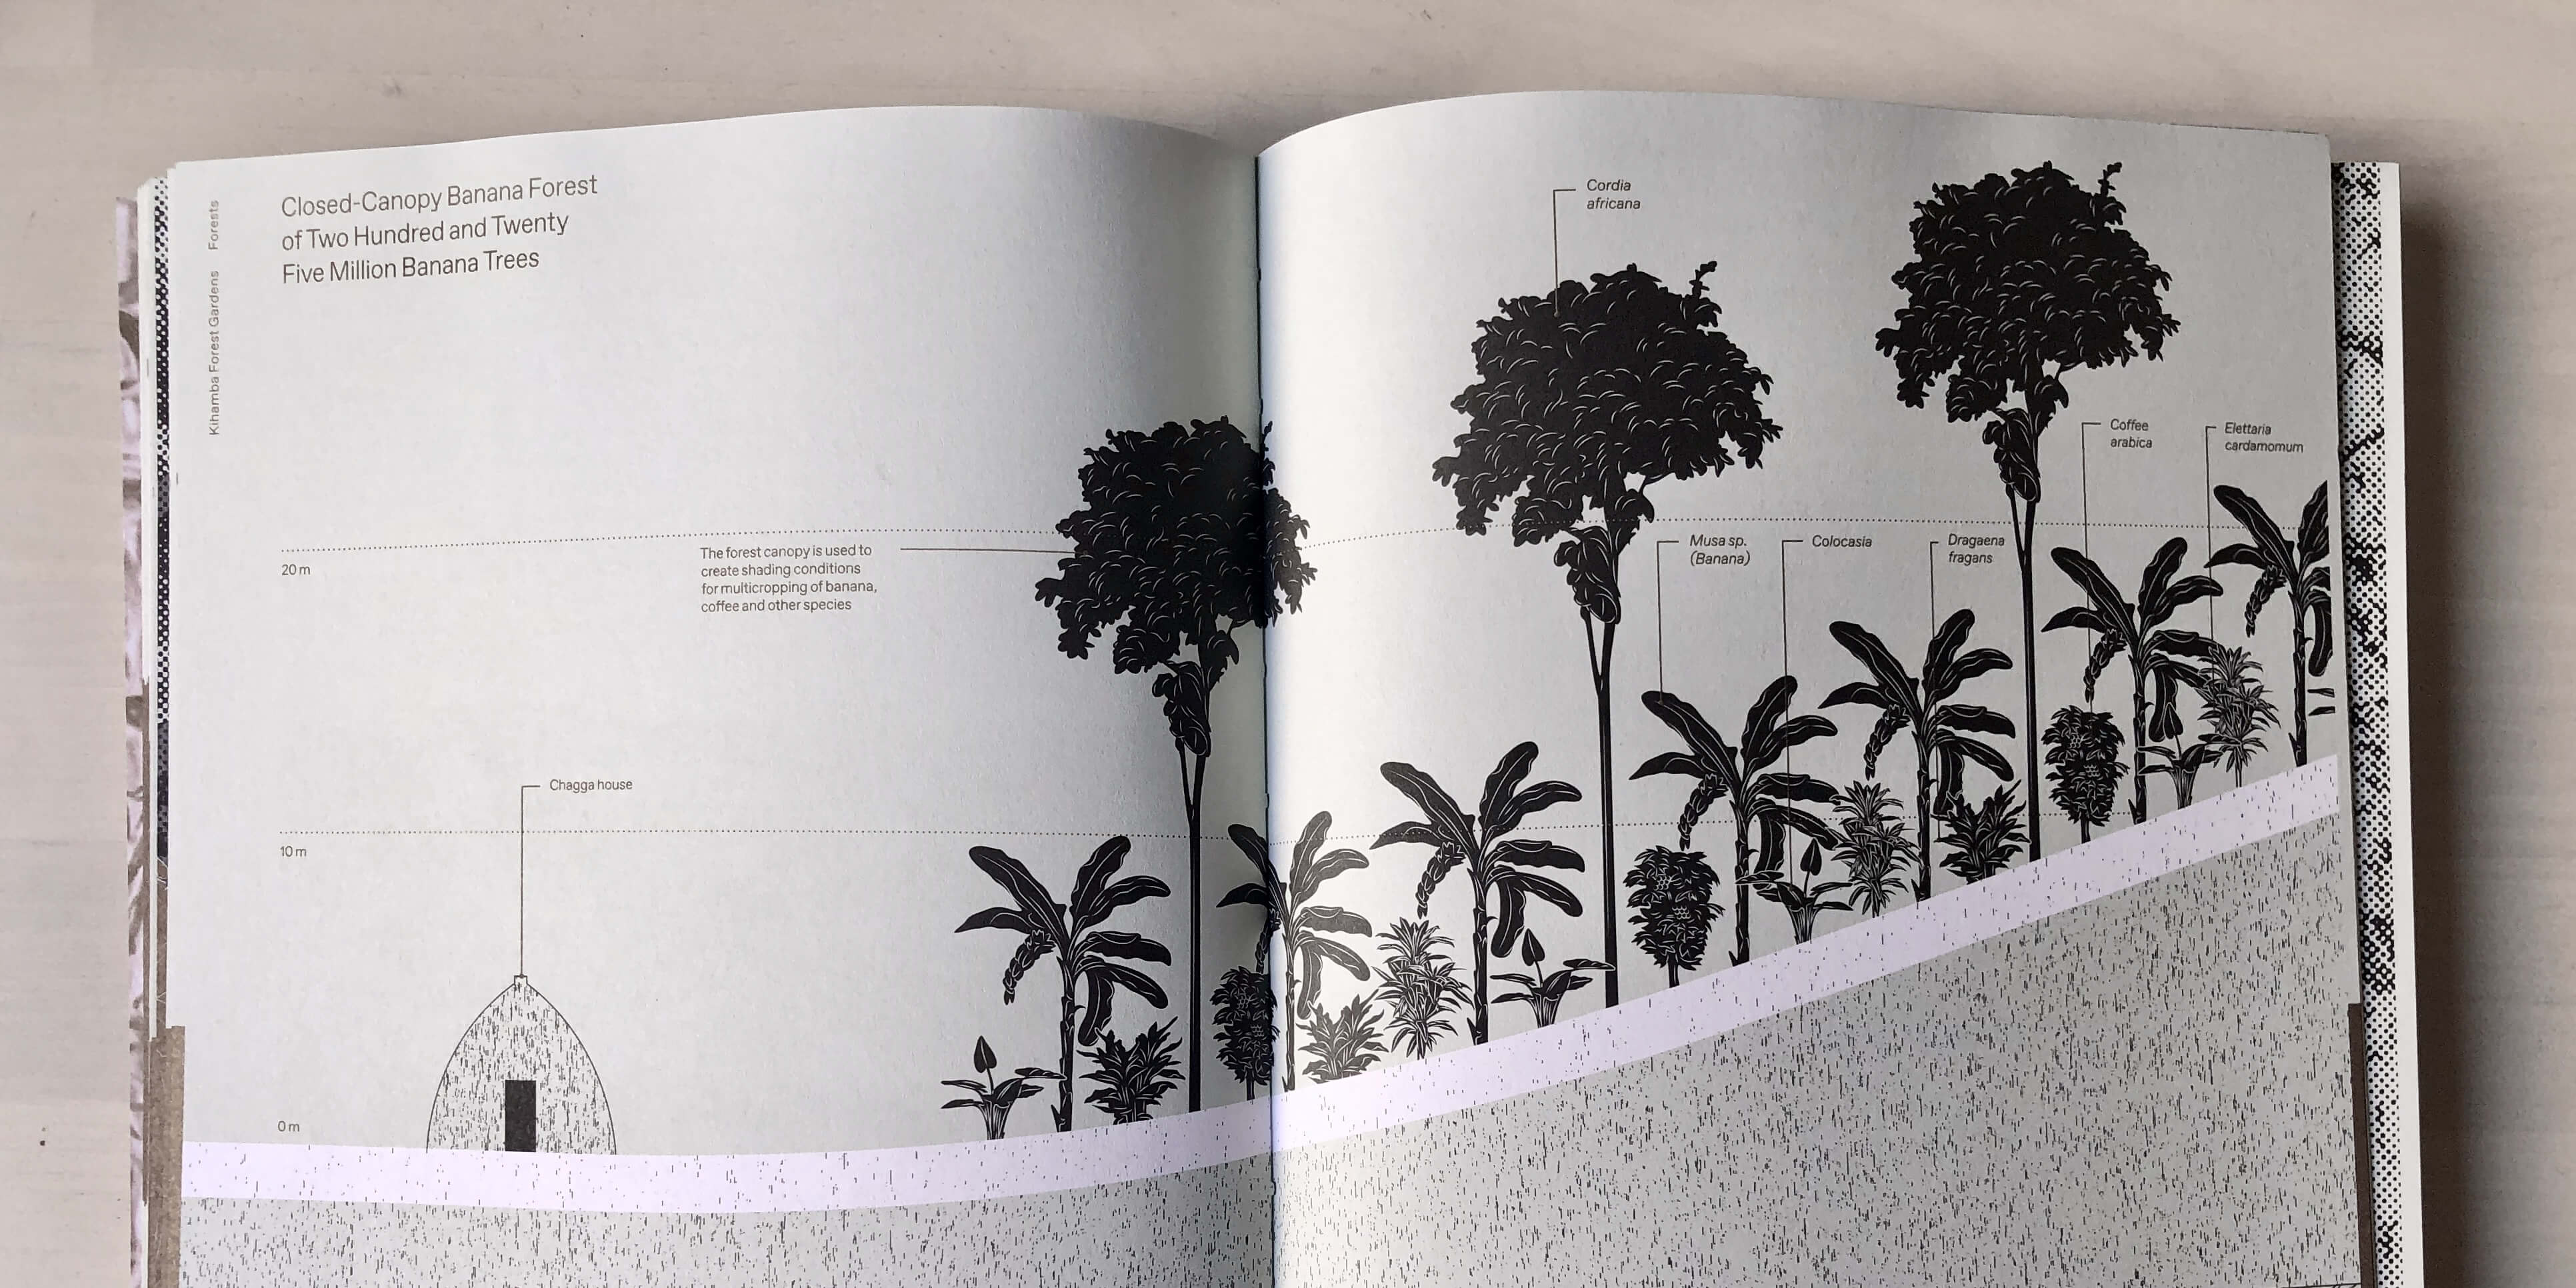 Closed-Canopy Banana Forest
of Two Hundred and Twenty
Five Million Banana Trees
Kihamba Forest Gardens Forests
20 m
The forest canopy is used to
create shading conditions
for multicropping of banana,
coffee and other species
Chagga house
10 m
0 m
Cordia
africana
Coffee
arabica
Elettaria
cardamomum
Musa sp.
(Banana)
Colocasia
Dragaena
fragans